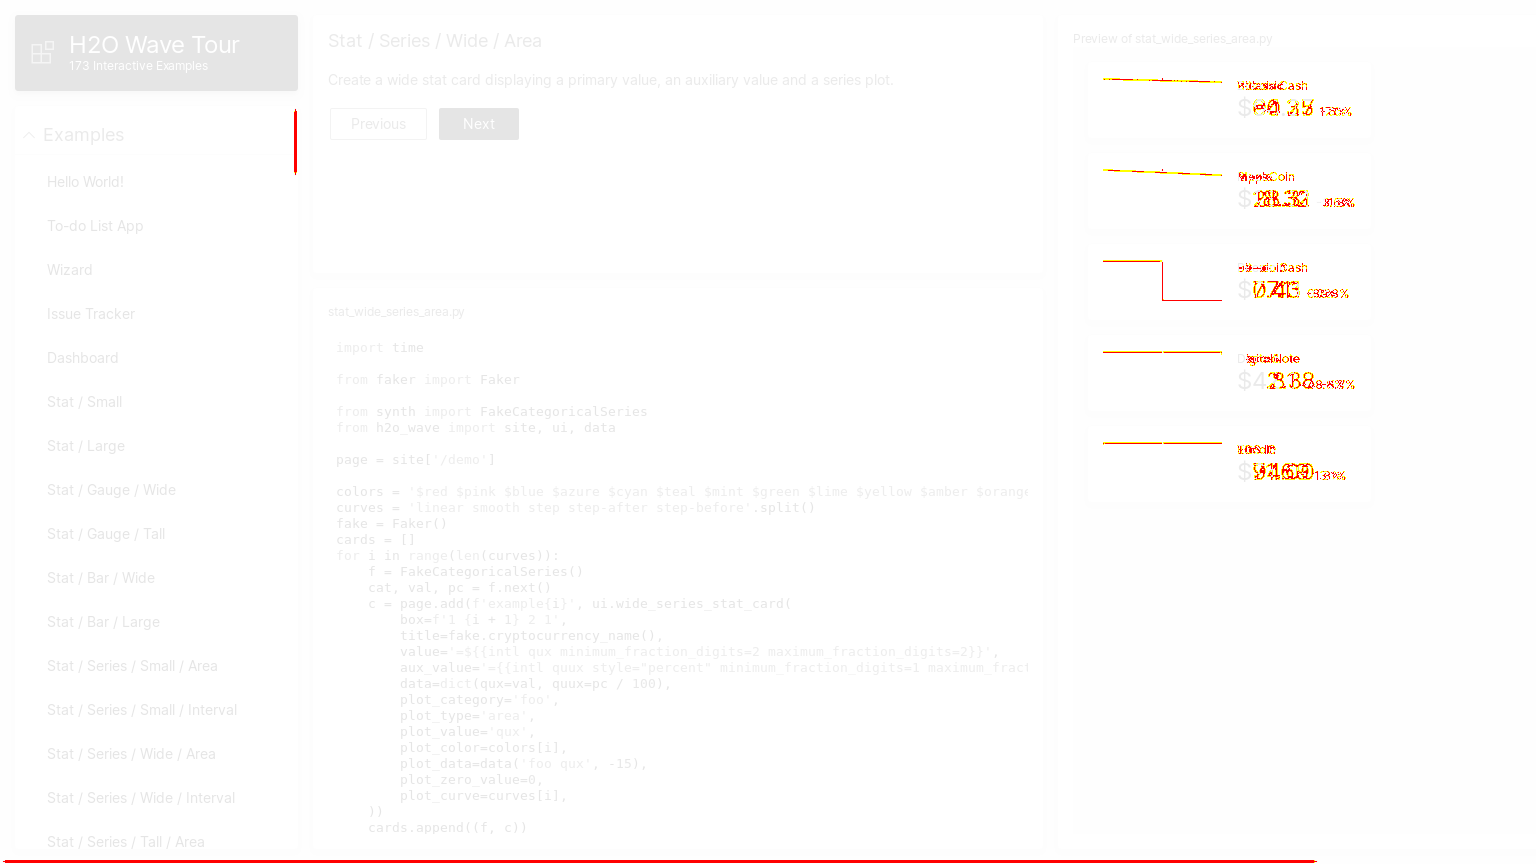 H2O Wave Tour
173 Interactive Examples
Examples
Hello World!
To-do List App
Wizard
Issue Tracker
Dashboard
Stat / Small
Stat / Large
Stat / Gauge / Wide
Stat / Gauge / Tall
Stat / Bar / Wide
Stat / Bar / Large
Stat / Series / Small / Area
Stat / Series / Small / Interval
Stat / Series / Wide / Area
Stat / Series / Wide / Interval
Stat / Series / Tall / Area
Stat / Series / Wide / Area
Create a wide stat card displaying a primary value, an auxiliary value and a series plot.
Previous
Next
stat_wide_series_area.py
import time
from faker import Faker
from synth import FakeCategoricalSeries
from h2o_wave import site, ui, data
page = site['/demo']
colors = '$red $pink $blue $azure $cyan $teal $mint $green $lime $yellow $amber $orange
curves = 'linear smooth step step-after step-before'.split()
fake = Faker()
cards = []
for i in range(len(curves)):
    f = FakeCategoricalSeries()
    cat, val, pc = f.next()
    c = page.add(f'example{i}', ui.wide_series_stat_card(
        box=f'1 {i + 1} 2 1',
        title=fake.cryptocurrency_name(),
        value='=${{intl qux minimum_fraction_digits=2 maximum_fraction_digits=2}}',
        aux_value='={{intl quux style="percent" minimum_fraction_digits=1 maximum_fract
        data=dict(qux=val, quux=pc / 100),
        plot_category='foo',
        plot_type='area',
        plot_value='qux',
        plot_color=colors[i],
        plot_data=data('foo qux', -15),
        plot_zero_value=0,
        plot_curve=curves[i],
    ))
    cards.append((f, c))
Preview of stat_wide_series_area.py